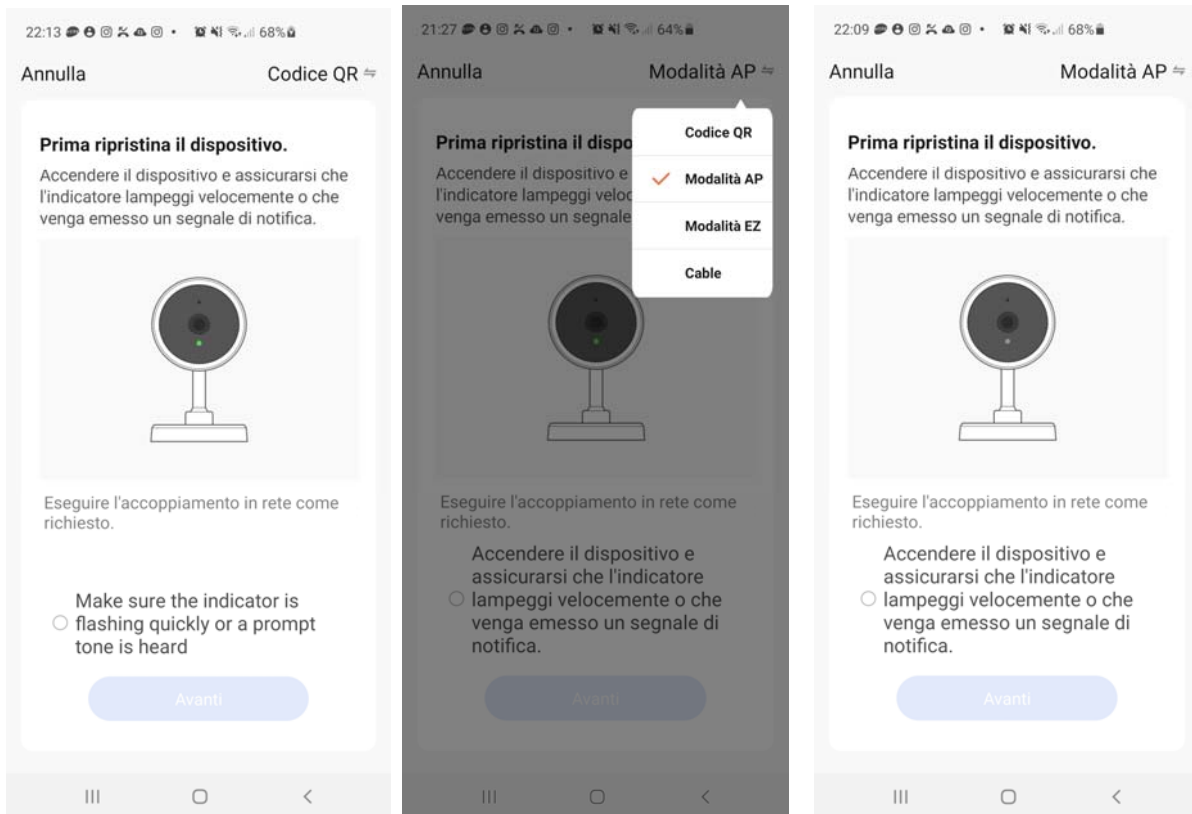 22:13 68%
Annulla Codice QR
Prima ripristina il dispositivo.
Accendere il dispositivo e assicurarsi che
l'indicatore lampeggi velocemente o che
venga emesso un segnale di notifica.
Eseguire l'accoppiamento in rete come
richiesto.
Make sure the indicator is
flashing quickly or a prompt
tone is heard
Avanti
21:27 64%
Annulla Modalità AP
Codice QR
Modalità AP
Modalità EZ
Cable
Prima ripristina il dispo
Accendere il dispositivo e
l'indicatore lampeggi veloc
venga emesso un segnale
Eseguire l'accoppiamento in rete come
richiesto.
Accendere il dispositivo e
assicurarsi che l'indicatore
lampeggi velocemente o che
venga emesso un segnale di
notifica.
Avanti
22:09 68%
Annulla Modalità AP
Prima ripristina il dispositivo.
Accendere il dispositivo e assicurarsi che
l'indicatore lampeggi velocemente o che
venga emesso un segnale di notifica.
Eseguire l'accoppiamento in rete come
richiesto.
Accendere il dispositivo e
assicurarsi che l'indicatore
lampeggi velocemente o che
venga emesso un segnale di
notifica.
Avanti